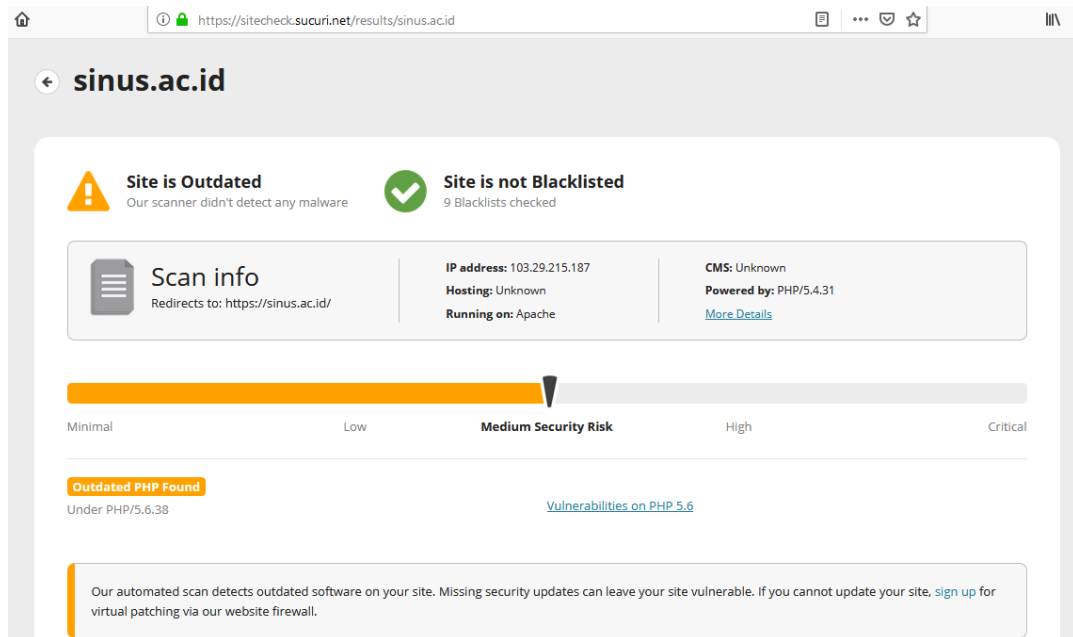 https://sitecheck.sucuri.net/results/sinus.ac.id
sinus.ac.id
Site is Outdated
Our scanner didn't detect any malware
Site is not Blacklisted
9 Blacklists checked
Scan info
Redirects to: https://sinus.ac.id/
IP address: 103.29.215.187
Hosting: Unknown
Running on: Apache
CMS: Unknown
Powered by: PHP/5.4.31
More Details
Minimal
Low
Medium Security Risk
High
Critical
Outdated PHP Found
Under PHP/5.6.38
Vulnerabilities on PHP 5.6
Our automated scan detects outdated software on your site. Missing security updates can leave your site vulnerable. If you cannot update your site, sign up for
virtual patching via our website firewall.